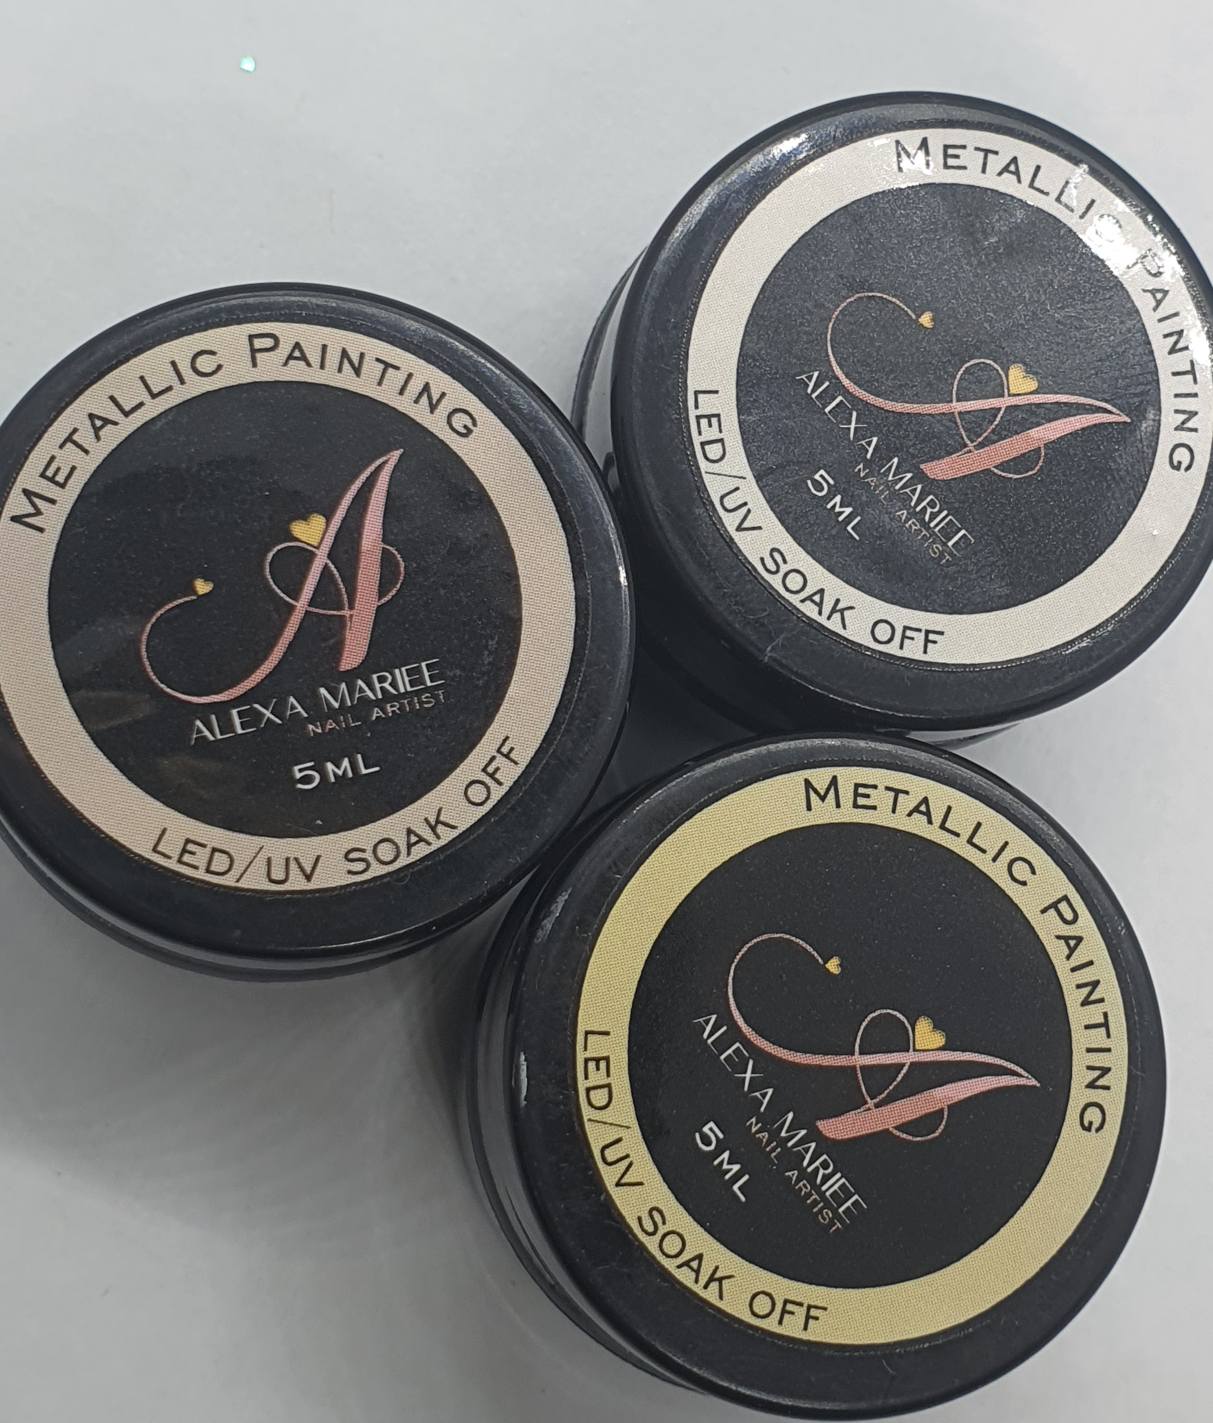 METALLIC PAINTING
ALEXA MARIEE
NAIL ARTIST
5ML
LED/UV SOAK OFF
METALLIC PAINTING
ALEXA MARIEE
NAIL ARTIST
5ML
LED/UV SOAK OFF
METALLIC PAINTING
ALEXA MARIEE
NAIL ARTIST
5ML
LED/UV SOAK OFF